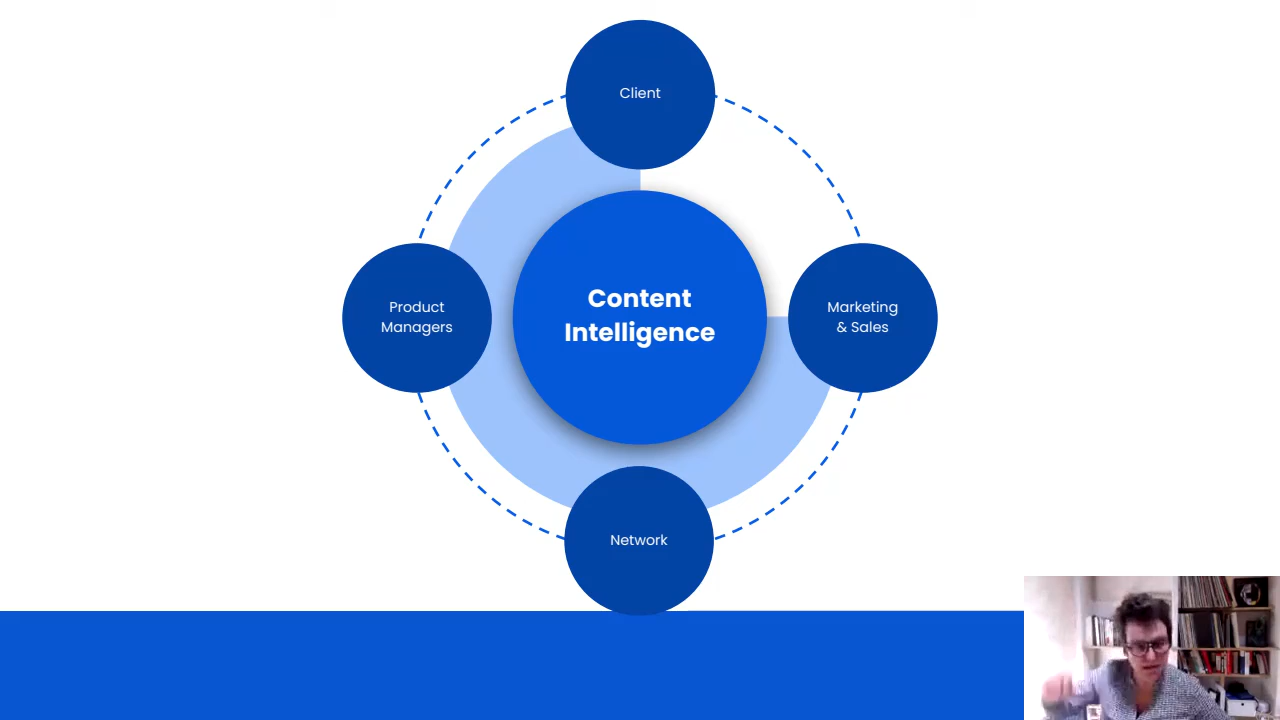 Client
Product
Managers
Content
Intelligence
Marketing
& Sales
Network